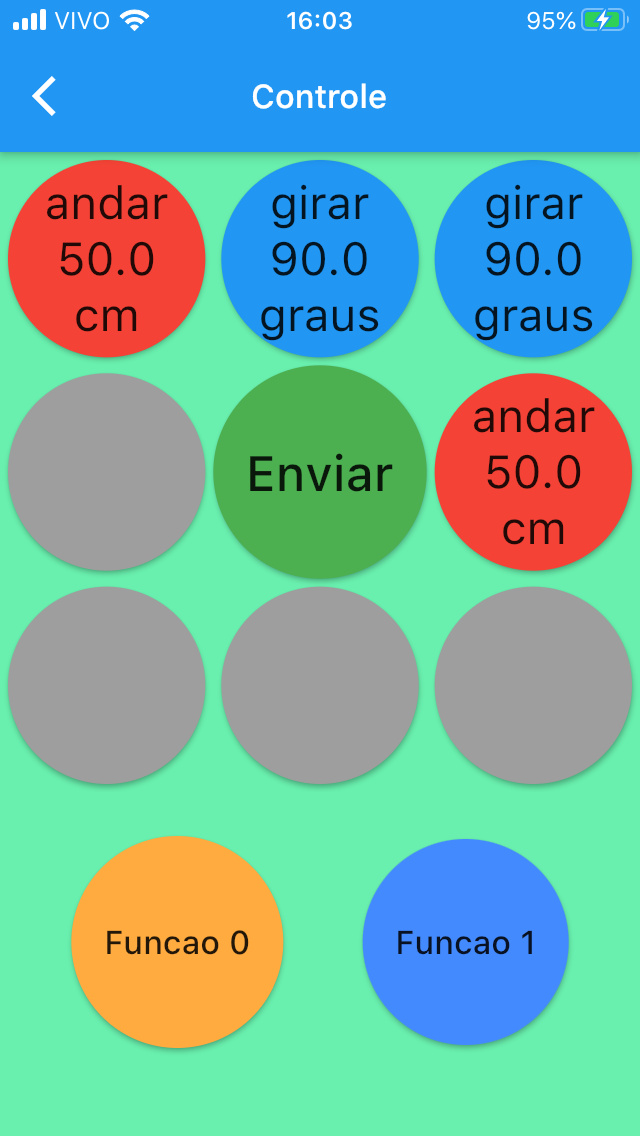 VIVO 16:03 95%
Controle
andar
50.0
cm
girar
90.0
graus
girar
90.0
graus
Enviar
andar
50.0
cm
Funcao 0
Funcao 1